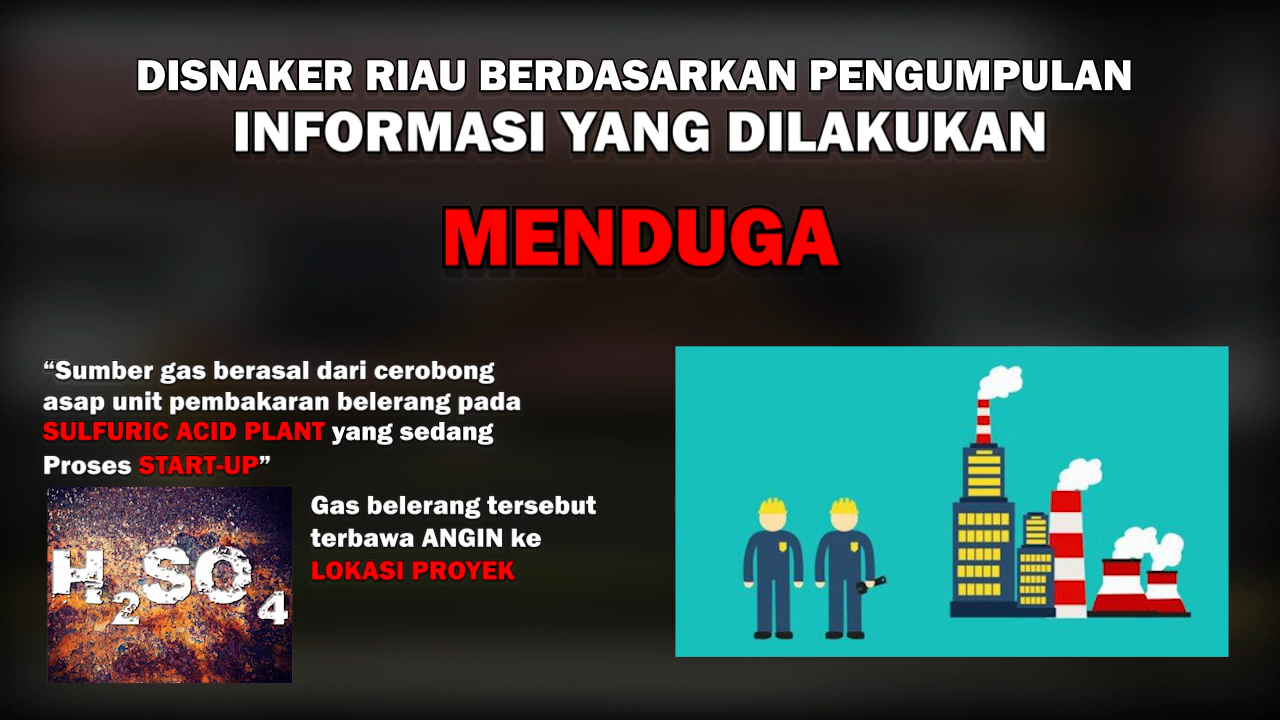 DISNAKER RIAU BERDASARKAN PENGUMPULAN
INFORMASI YANG DILAKUKAN
MENDUGA
“Sumber gas berasal dari cerobong
asap unit pembakaran belerang pada
SULFURIC ACID PLANT yang sedang
Proses START-UP”
H2SO4
Gas belerang tersebut
terbawa ANGIN ke
LOKASI PROYEK